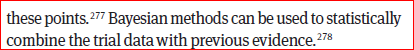 these points.²⁷⁷ Bayesian methods can be used to statistically
combine the trial data with previous evidence.²⁷⁸